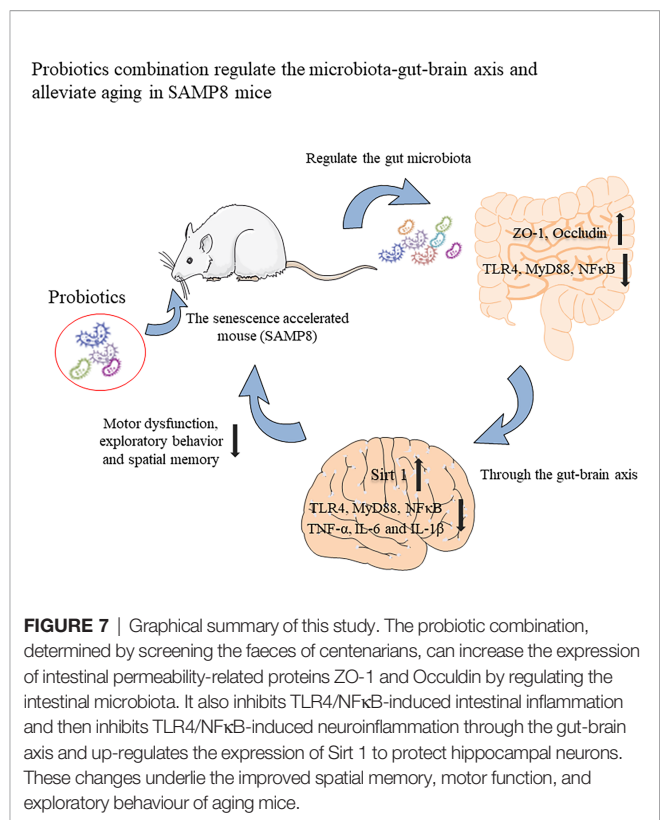 Probiotics combination regulate the microbiota-gut-brain axis and
alleviate aging in SAMP8 mice
Regulate the gut microbiota
ZO-1, Occludin
TLR4, MyD88, NFκB
Probiotics
The senescence accelerated
mouse (SAMP8)
Motor dysfunction,
exploratory behavior
and spatial memory
Through the gut-brain axis
Sirt 1
TLR4, MyD88, NFκB
TNF-α, IL-6 and IL-1β
FIGURE 7 | Graphical summary of this study. The probiotic combination,
determined by screening the faeces of centenarians, can increase the expression
of intestinal permeability-related proteins ZO-1 and Occuldin by regulating the
intestinal microbiota. It also inhibits TLR4/NFκB-induced intestinal inflammation
and then inhibits TLR4/NFκB-induced neuroinflammation through the gut-brain
axis and up-regulates the expression of Sirt 1 to protect hippocampal neurons.
These changes underlie the improved spatial memory, motor function, and
exploratory behaviour of aging mice.